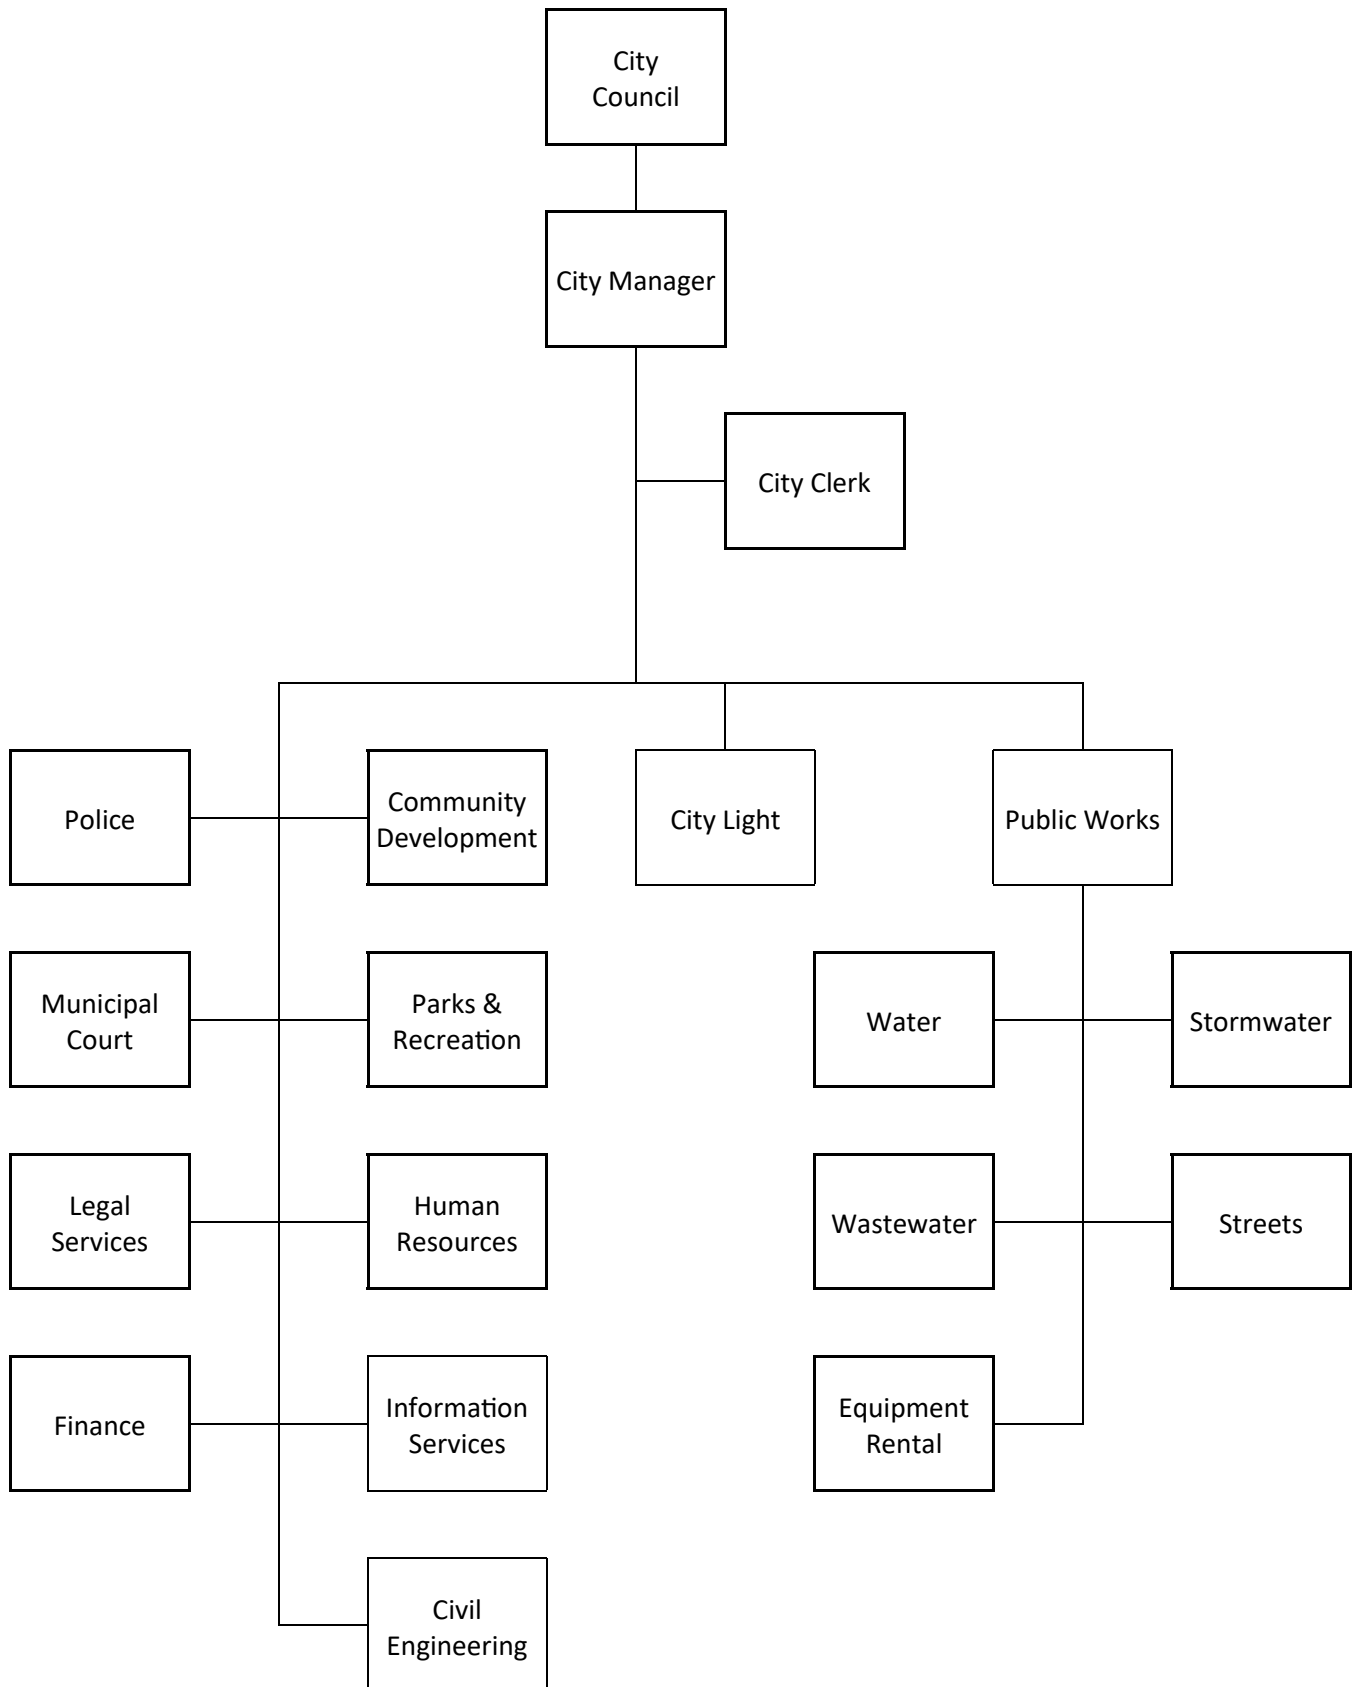 City
Council
City Manager
City Clerk
Police
Community
Development
City Light
Public Works
Municipal
Court
Parks &
Recreation
Water
Stormwater
Legal
Services
Human
Resources
Wastewater
Streets
Finance
Information
Services
Equipment
Rental
Civil
Engineering